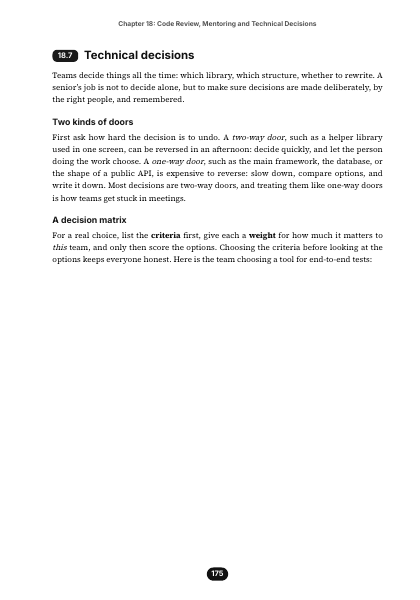 Chapter 18: Code Review, Mentoring and Technical Decisions
18.7 Technical decisions
Teams decide things all the time: which library, which structure, whether to rewrite. A
senior's job is not to decide alone, but to make sure decisions are made deliberately, by
the right people, and remembered.
Two kinds of doors
First ask how hard the decision is to undo. A two-way door, such as a helper library
used in one screen, can be reversed in an afternoon: decide quickly, and let the person
doing the work choose. A one-way door, such as the main framework, the database, or
the shape of a public API, is expensive to reverse: slow down, compare options, and
write it down. Most decisions are two-way doors, and treating them like one-way doors
is how teams get stuck in meetings.
A decision matrix
For a real choice, list the criteria first, give each a weight for how much it matters to
this team, and only then score the options. Choosing the criteria before looking at the
options keeps everyone honest. Here is the team choosing a tool for end-to-end tests:
175